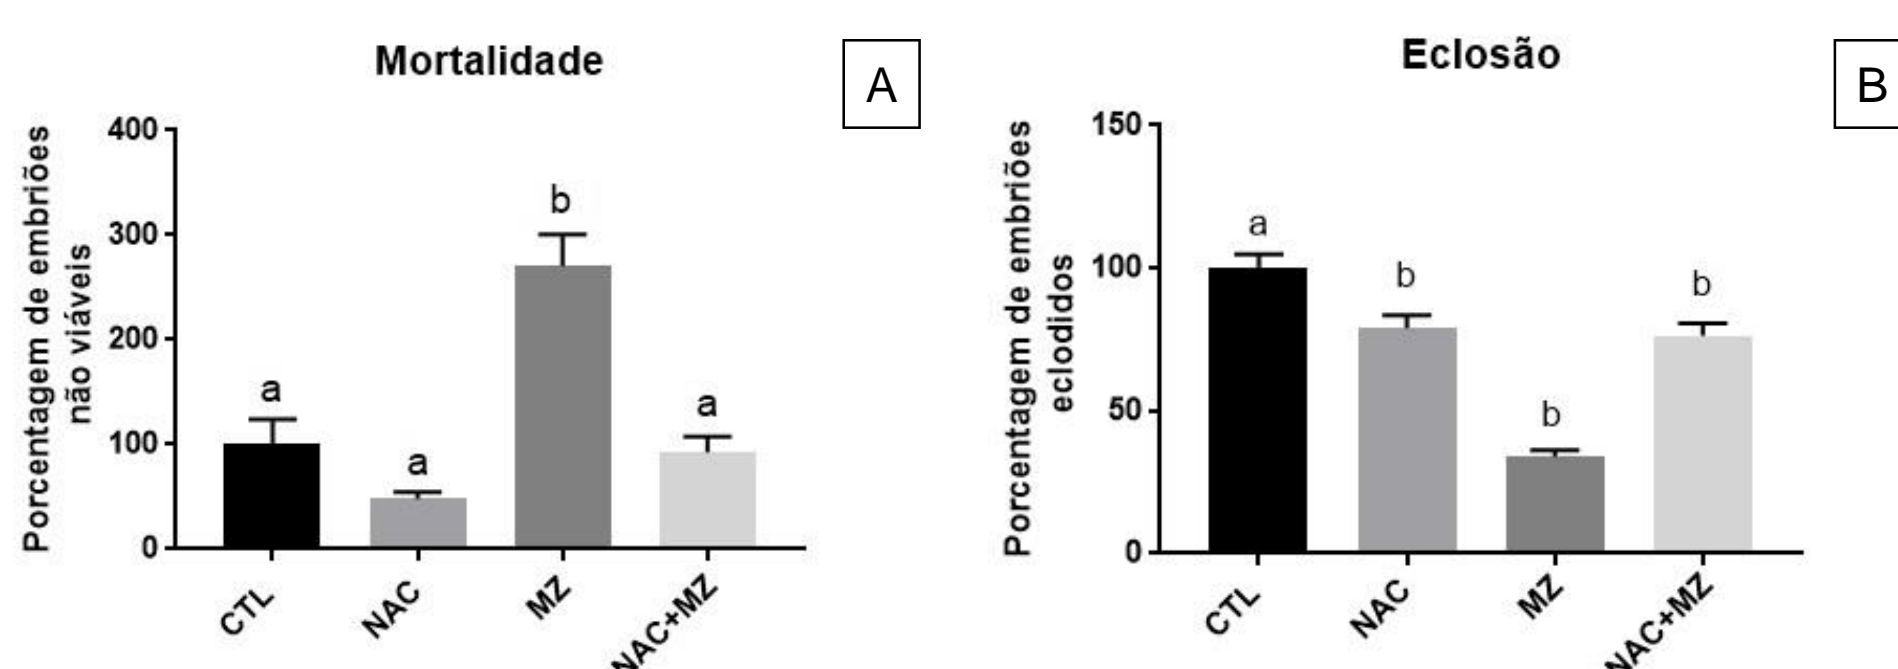 Mortalidade
A
Porcentagem de embriões
não viáveis
400
300
200
100
0
a
a
b
a
CTL
NAC
MZ
NAC+MZ
Eclosão
B
Porcentagem de embriões
eclodidos
150
100
50
0
a
b
b
b
CTL
NAC
MZ
NAC+MZ